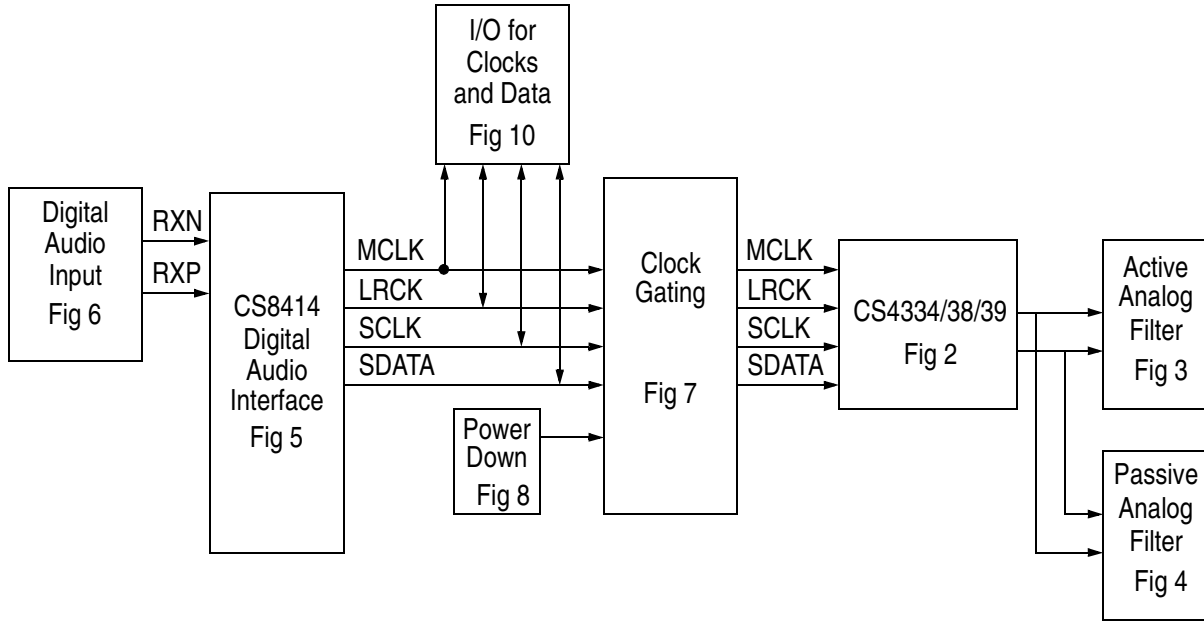 I/O for
Clocks
and Data
Fig 10
Digital
Audio
Input
Fig 6
RXN
RXP
CS8414
Digital
Audio
Interface
Fig 5
MCLK
LRCK
SCLK
SDATA
Power
Down
Fig 8
Clock
Gating
Fig 7
MCLK
LRCK
SCLK
SDATA
CS4334/38/39
Fig 2
Active
Analog
Filter
Fig 3
Passive
Analog
Filter
Fig 4